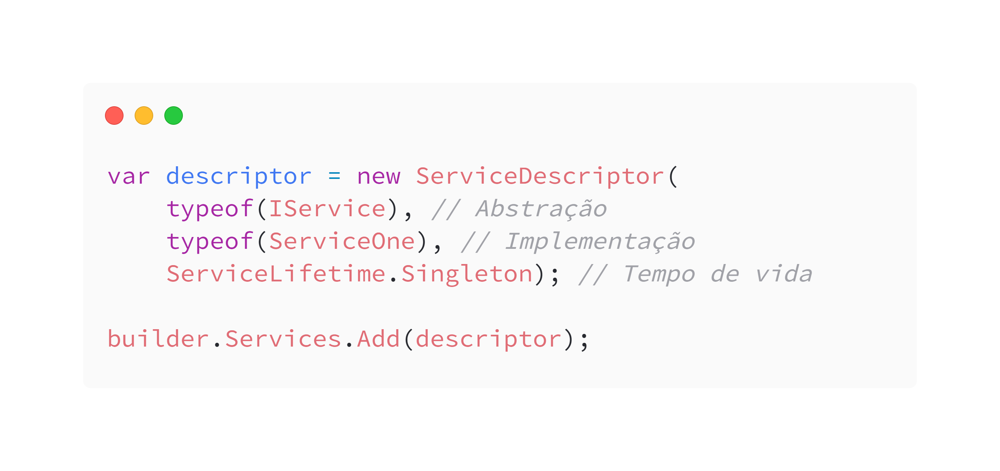 var descriptor = new ServiceDescriptor(
    typeof(IService), // Abstração
    typeof(ServiceOne), // Implementação
    ServiceLifetime.Singleton); // Tempo de vida

builder.Services.Add(descriptor);